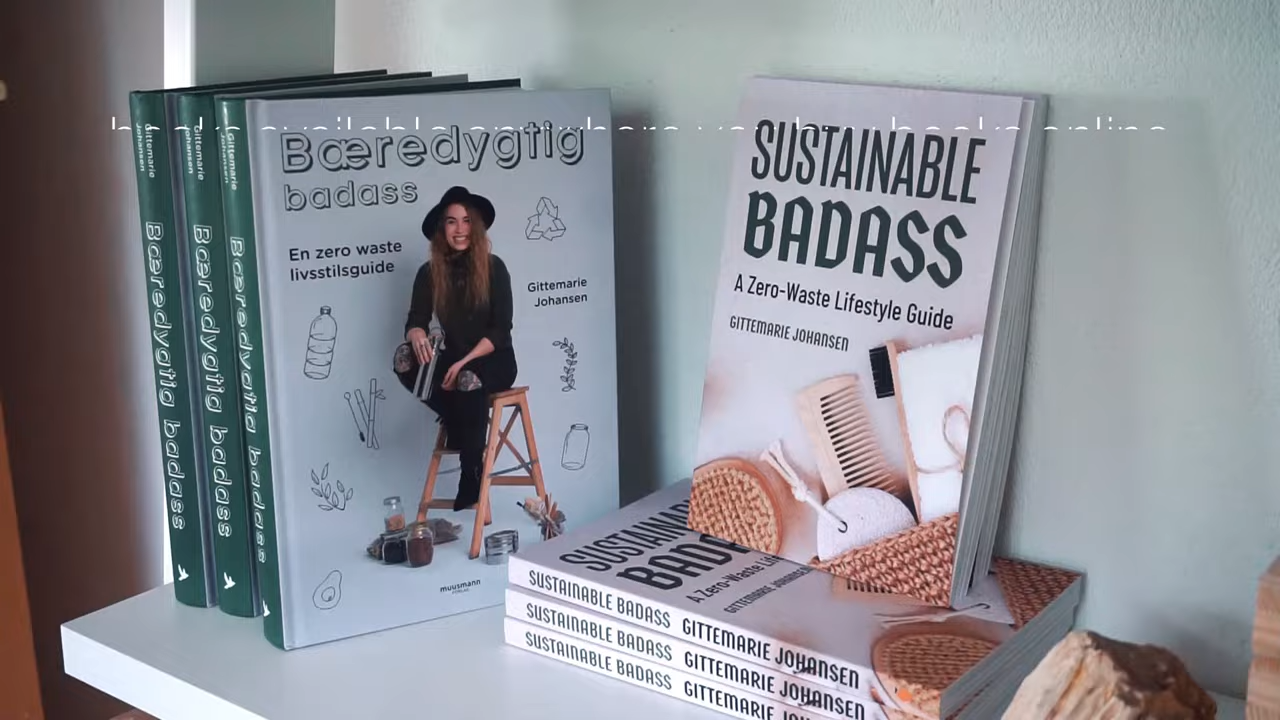 Bæredygtig
badass
En zero waste
livsstilsguide
Gittemarie
Johansen
muusmann
FORLAG
Gittemarie
Johansen
Bæredygtig badass
Gittemarie
Johansen
Bæredygtig badass
Gittemarie
Johansen
Bæredygtig badass
SUSTAINABLE
BADASS
A Zero-Waste Lifestyle Guide
GITTEMARIE JOHANSEN
SUSTAINABLE BADASS GITTEMARIE JOHANSEN
SUSTAINABLE BADASS GITTEMARIE JOHANSEN
SUSTAINABLE BADASS GITTEMARIE